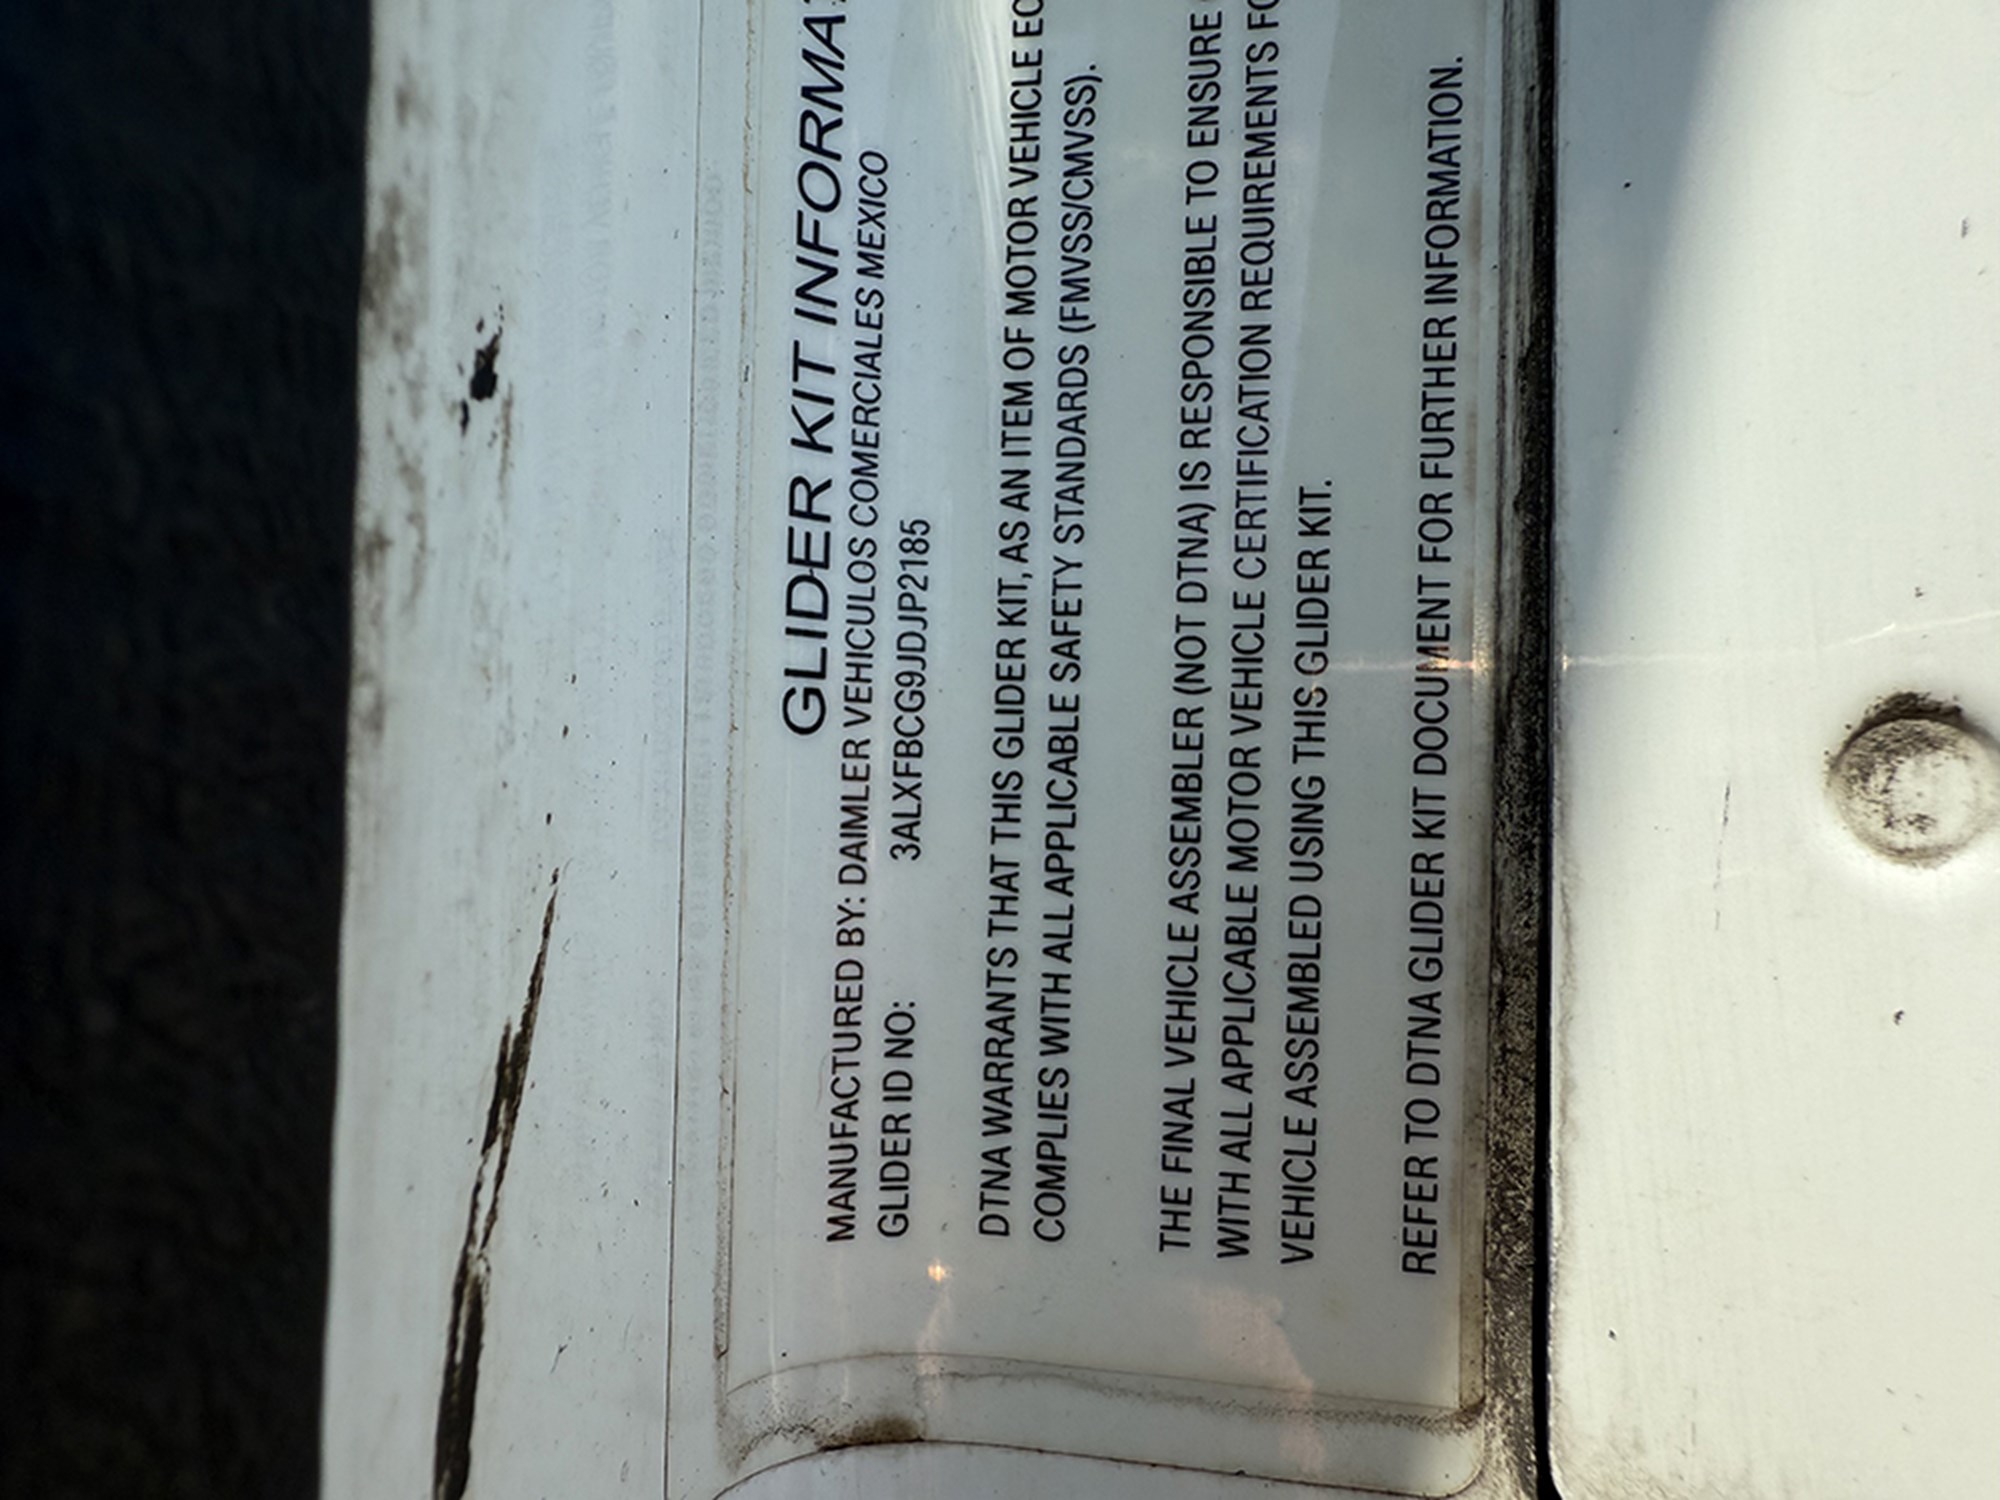 GLIDER KIT INFORMA
MANUFACTURED BY: DAIMLER VEHICULOS COMERCIALES MEXICO
GLIDER ID NO: 3ALXFBCG9JDJP2185
DTNA WARRANTS THAT THIS GLIDER KIT, AS AN ITEM OF MOTOR VEHICLE
COMPLIES WITH ALL APPLICABLE SAFETY STANDARDS (FMVSS/CMVSS).
THE FINAL VEHICLE ASSEMBLER (NOT DTNA) IS RESPONSIBLE TO ENSURE
WITH ALL APPLICABLE MOTOR VEHICLE CERTIFICATION REQUIREMENTS
VEHICLE ASSEMBLED USING THIS GLIDER KIT.
REFER TO DTNA GLIDER KIT DOCUMENT FOR FURTHER INFORMATION.